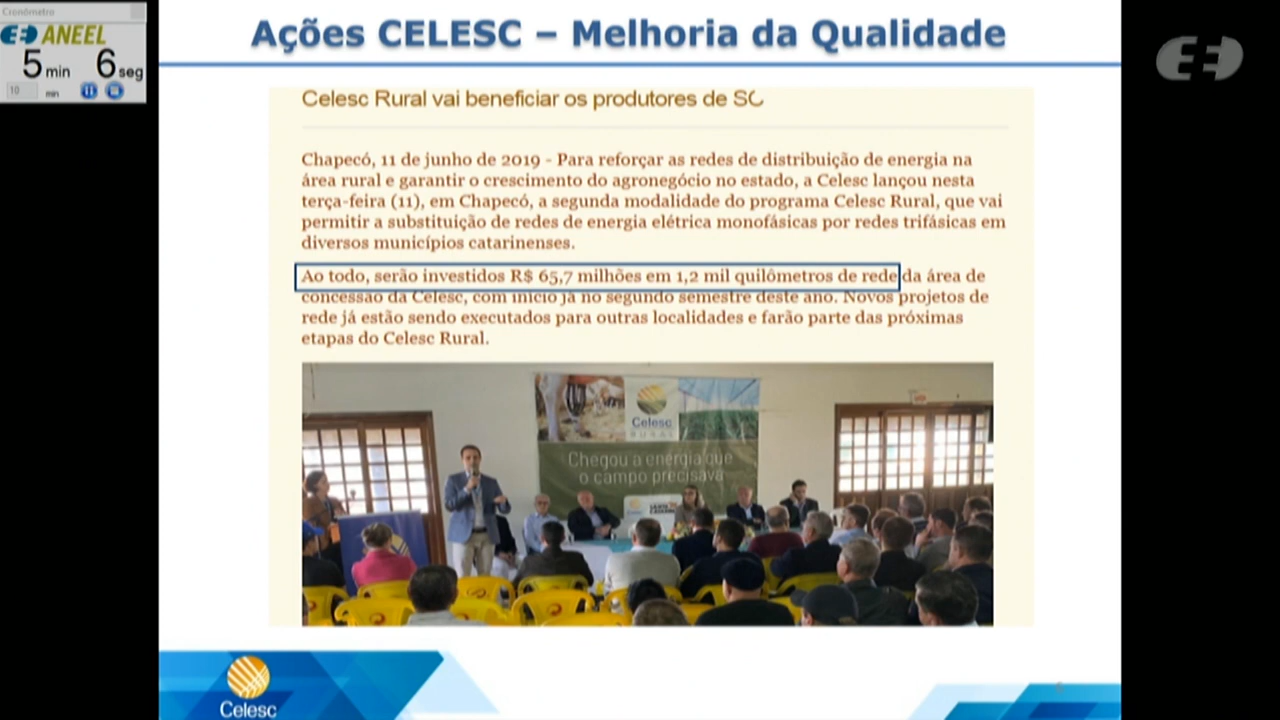 Cronômetro
ANEEL
5 min 6 seg
10 min
Ações CELESC – Melhoria da Qualidade
Celesc Rural vai beneficiar os produtores de SC
Chapecó, 11 de junho de 2019 - Para reforçar as redes de distribuição de energia na
área rural e garantir o crescimento do agronegócio no estado, a Celesc lançou nesta
terça-feira (11), em Chapecó, a segunda modalidade do programa Celesc Rural, que vai
permitir a substituição de redes de energia elétrica monofásicas por redes trifásicas em
diversos municípios catarinenses.
Ao todo, serão investidos R$ 65,7 milhões em 1,2 mil quilômetros de rede da área de
concessão da Celesc, com início já no segundo semestre deste ano. Novos projetos de
rede já estão sendo executados para outras localidades e farão parte das próximas
etapas do Celesc Rural.
Celesc
RURAL
Chegou a energia que
o campo precisava
Celesc